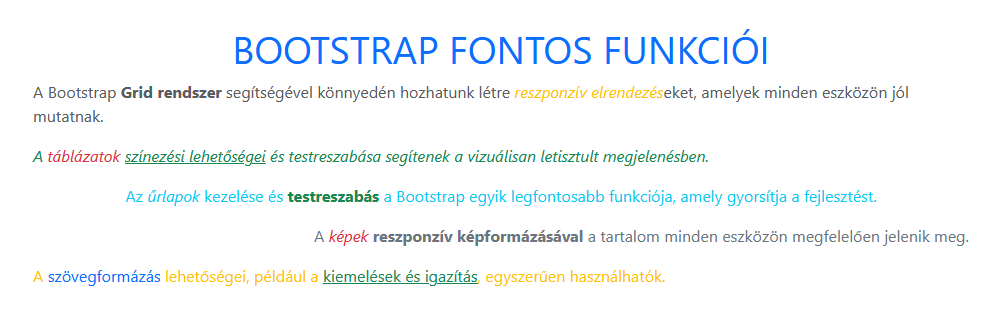 BOOTSTRAP FONTOS FUNKCIÓI
A Bootstrap Grid rendszer segítségével könnyedén hozhatunk létre reszponzív elrendezéseket, amelyek minden eszközön jól
mutatnak.
A táblázatok színezési lehetőségei és testreszabása segítenek a vizuálisan letisztult megjelenésben.
Az űrlapok kezelése és testreszabás a Bootstrap egyik legfontosabb funkciója, amely gyorsítja a fejlesztést.
A képek reszponzív képformázásával a tartalom minden eszközön megfelelően jelenik meg.
A szövegformázás lehetőségei, például a kiemelések és igazítás, egyszerűen használhatók.